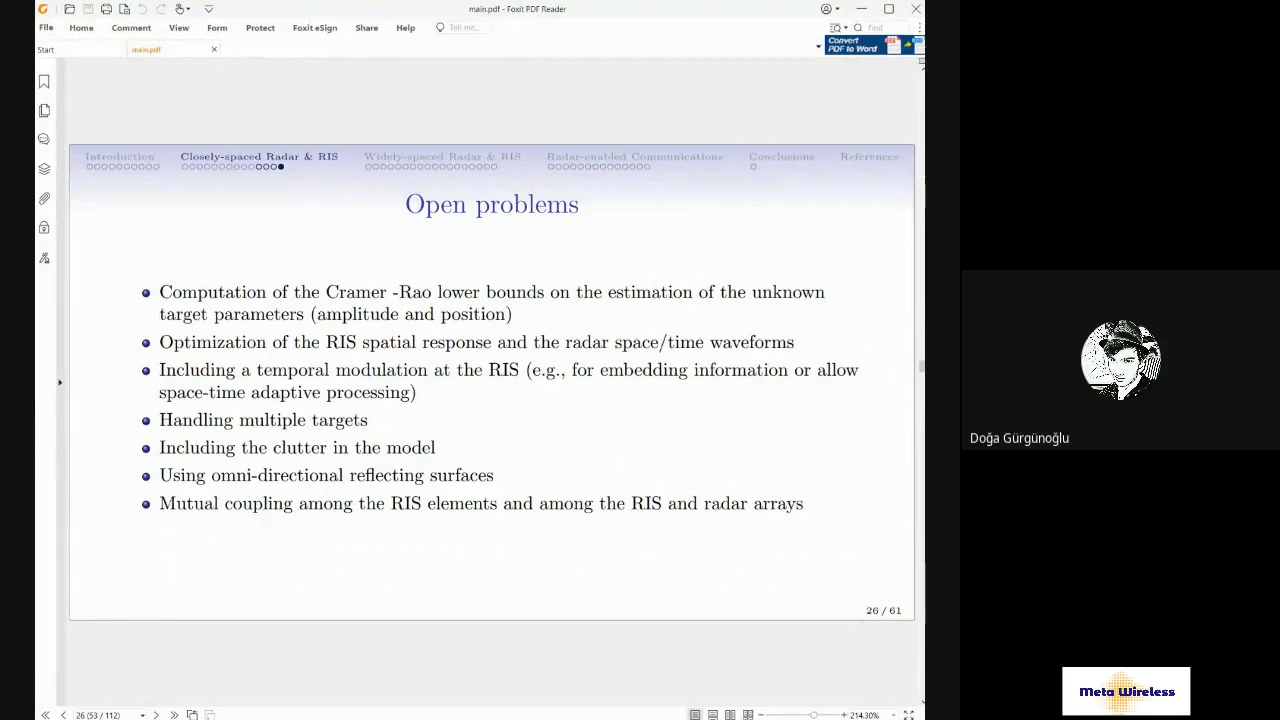 main.pdf - Foxit PDF Reader
File Home Comment View Form Protect Foxit eSign Share Help Tell me... Find
Start main.pdf
Convert
PDF to Word
Introduction Closely-spaced Radar & RIS Widely-spaced Radar & RIS Radar-enabled Communications Conclusions References
Open problems
Computation of the Cramer -Rao lower bounds on the estimation of the unknown
target parameters (amplitude and position)
Optimization of the RIS spatial response and the radar space/time waveforms
Including a temporal modulation at the RIS (e.g., for embedding information or allow
space-time adaptive processing)
Handling multiple targets
Including the clutter in the model
Using omni-directional reflecting surfaces
Mutual coupling among the RIS elements and among the RIS and radar arrays
26 / 61
Doğa Gürgünoğlu
Meta Wireless
26 (53 / 112) 214.30%